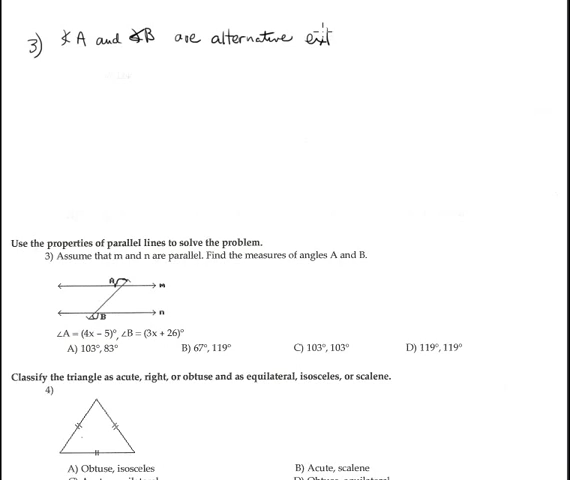 3) ∡A and ∡B are alternative exit
Use the properties of parallel lines to solve the problem.
3) Assume that m and n are parallel. Find the measures of angles A and B.
A
m
n
B
∠A = (4x − 5)°, ∠B = (3x + 26)°
A) 103°, 83° B) 67°, 119° C) 103°, 103° D) 119°, 119°
Classify the triangle as acute, right, or obtuse and as equilateral, isosceles, or scalene.
4)
A) Obtuse, isosceles B) Acute, scalene